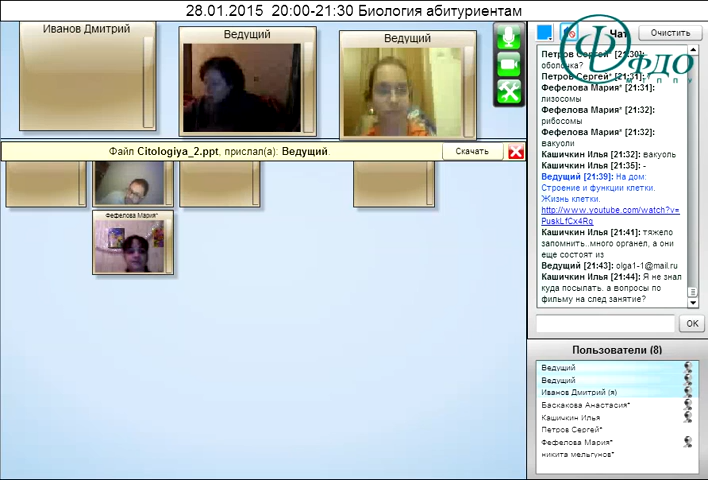 28.01.2015 20:00-21:30 Биология абитуриентам
Иванов Дмитрий
Ведущий
Ведущий
Файл Citologiya_2.ppt, прислал(а): Ведущий.
Скачать
Фефелова Мария*
Чат
Очистить
ФДО
МГППУ
Петров Сергей* [21:30]:
оболочка?
Петров Сергей* [21:31]:
Фефелова Мария* [21:31]:
лизосомы
Фефелова Мария* [21:32]:
рибосомы
Фефелова Мария* [21:32]:
вакуоли
Кашичкин Илья [21:32]: вакуоль
Кашичкин Илья [21:35]: -
Ведущий [21:39]: На дом:
Строение и функции клетки.
Жизнь клетки.
http://www.youtube.com/watch?v=
PuskLfCx4Rg
Кашичкин Илья [21:41]: тяжело
запомнить..много органел, а они
еще состоят из
Ведущий [21:43]: olga1-1@mail.ru
Кашичкин Илья [21:44]: Я не знал
куда посылать. а вопросы по
фильму на след занятие?
OK
Пользователи (8)
Ведущий
Ведущий
Иванов Дмитрий (я)
Баскакова Анастасия*
Кашичкин Илья
Петров Сергей*
Фефелова Мария*
никита мельгунов*